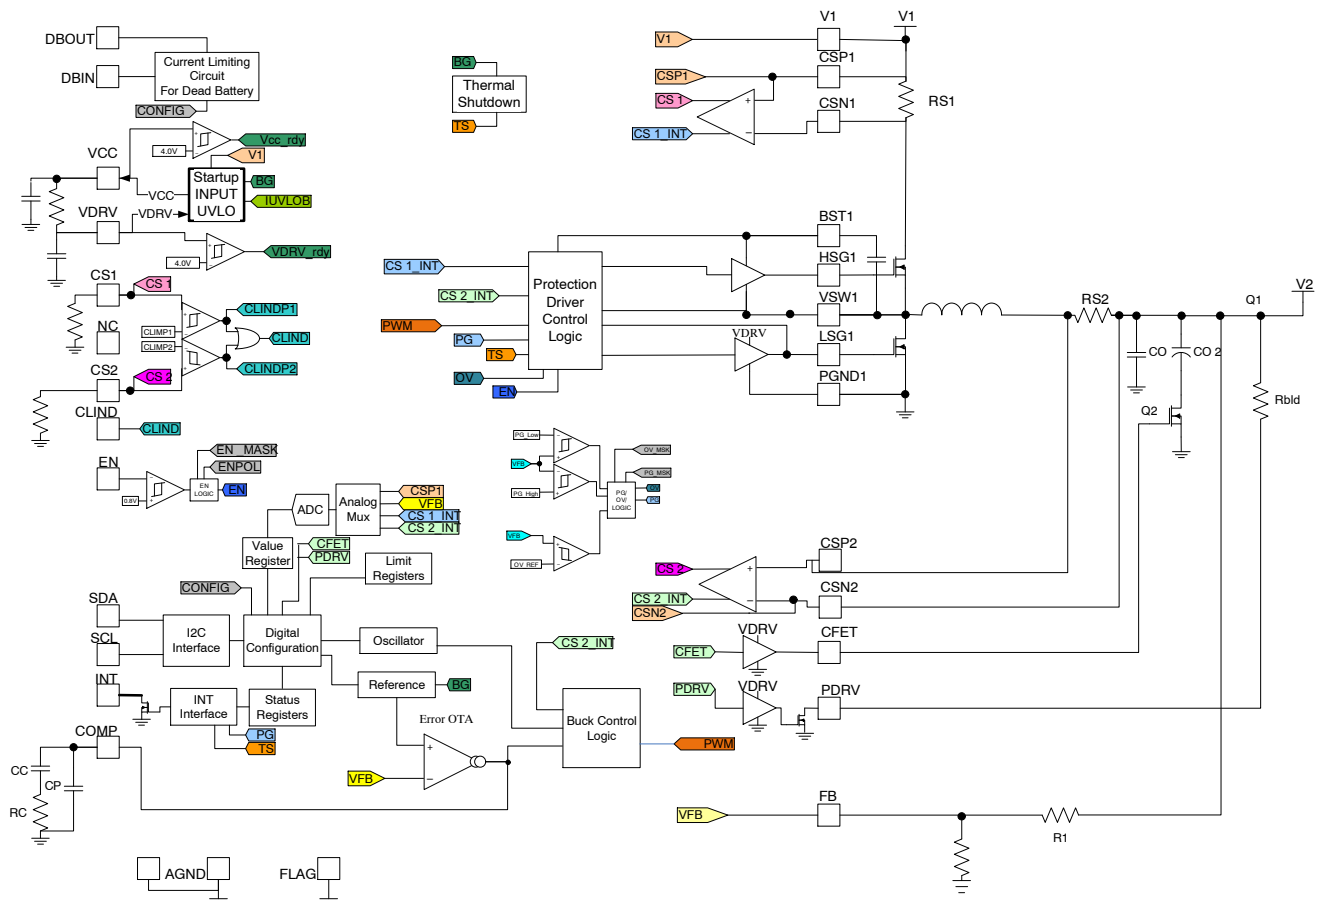 DBOUT
DBIN
Current Limiting
Circuit
For Dead Battery
CONFIG
BG
Thermal
Shutdown
TS
V1
V1
V1
CSP1
CSP1
CS 1
CSN1
CS 1_INT
RS1
Vcc_rdy
4.0V
V1
VCC
VCC
Startup
INPUT
UVLO
BG
IUVLOB
VDRV
VDRV
VDRV_rdy
4.0V
CS1
CS 1
CLINDP1
CLIMP1
CLIMP2
CLIND
NC
CLINDP2
CS2
CS 2
CLIND
CLIND
CS 1_INT
CS 2_INT
PWM
PG
TS
OV
EN
Protection
Driver
Control
Logic
VDRV
BST1
HSG1
VSW1
LSG1
PGND1
RS2
Q1
V2
CO
CO 2
Q2
Rbld
EN
0.8V
EN
LOGIC
EN_MASK
ENPOL
EN
PG_Low
VFB
PG_High
VFB
OV_REF
PG/
OV/
LOGIC
OV_MSK
PG_MSK
OV
PG
ADC
Analog
Mux
CSP1
VFB
CS 1_INT
CS 2_INT
Value
Register
CFET
PDRV
Limit
Registers
CONFIG
SDA
SCL
I2C
Interface
Digital
Configuration
Oscillator
Reference
BG
INT
INT
Interface
Status
Registers
PG
TS
COMP
CC
CP
RC
Error OTA
+
−
VFB
CS 2_INT
Buck Control
Logic
PWM
CSP2
CS 2
CS 2_INT
CSN2
CSN2
CFET
VDRV
CFET
PDRV
VDRV
PDRV
VFB
FB
R1
AGND
FLAG